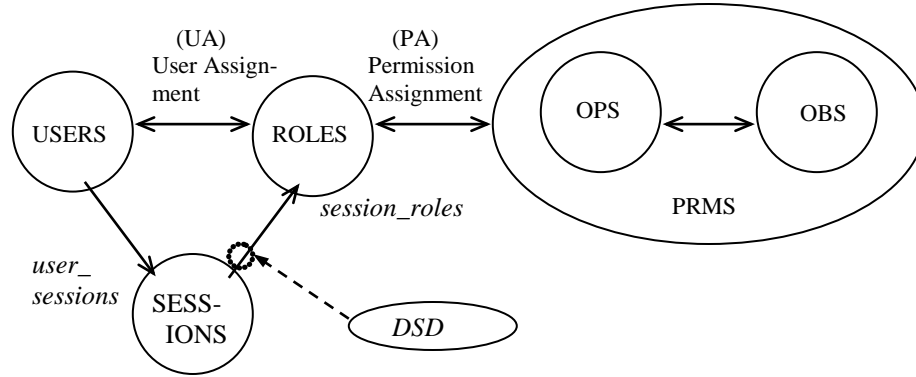 (UA)
User Assign-
ment
(PA)
Permission
Assignment
USERS
ROLES
OPS
OBS
PRMS
session_roles
user_
sessions
SESS-
IONS
DSD